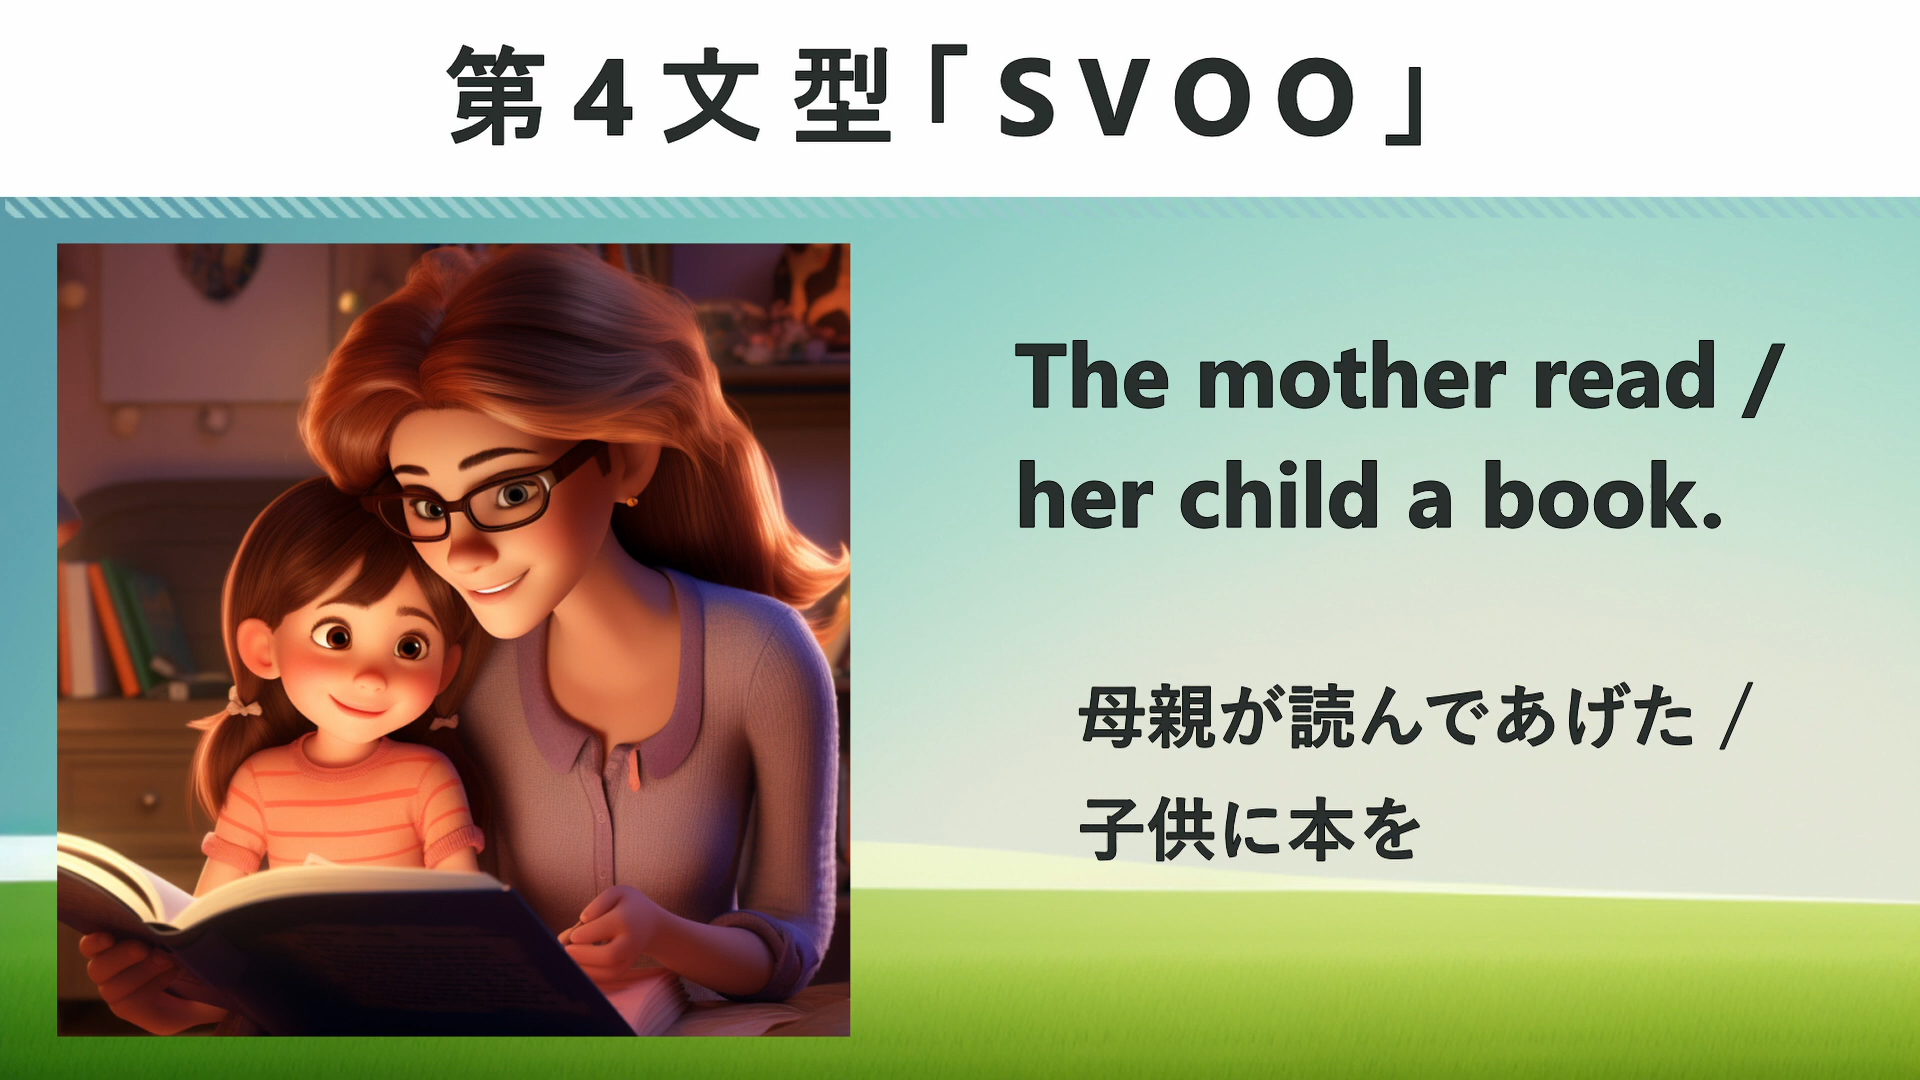 第4文型「SVOO」
The mother read /
her child a book.
母親が読んであげた /
子供に本を